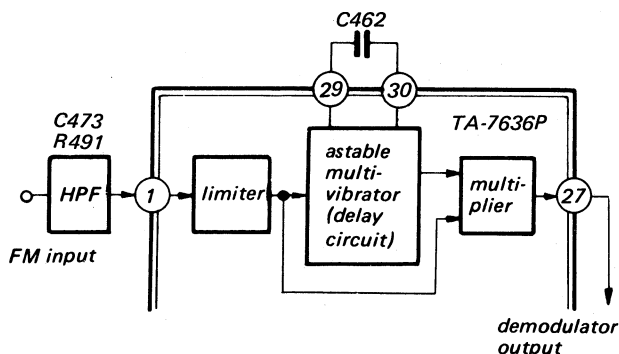 C462
29
30
C473
R491
TA-7636P
HPF
1
limiter
astable
multi-
vibrator
(delay
circuit)
multi-
plier
27
FM input
demodulator
output